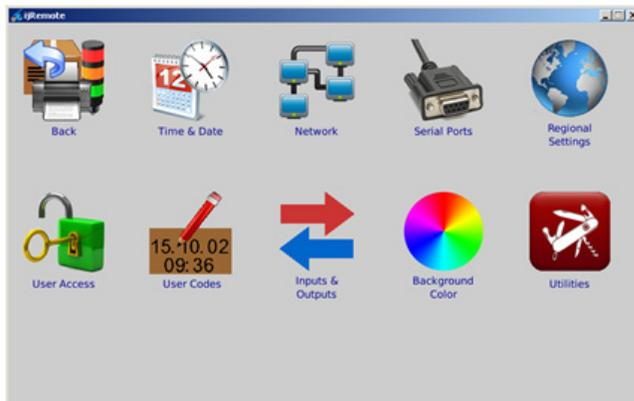 ijRemote
Back
Time & Date
12
Network
Serial Ports
Regional
Settings
User Access
15.10.02
09:36
User Codes
Inputs &
Outputs
Background
Color
Utilities